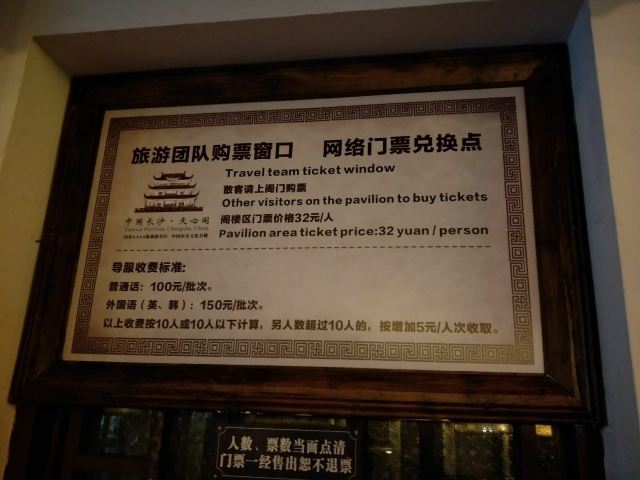 旅游团队购票窗口 网络门票兑换点
Travel team ticket window
散客请上阁门购票
Other visitors on the pavilion to buy tickets
中国长沙·天心阁
Tianxin Pavilion, Changsha, China
阁楼区门票价格32元/人
Pavilion area ticket price:32 yuan / person
导服收费标准:
普通话：100元/批次。
外国语（英、韩）：150元/批次。
以上收费按10人或10人以下计算，另人数超过10人的，按增加5元/人次收取。
人数、票数当面点清
门票一经售出恕不退票